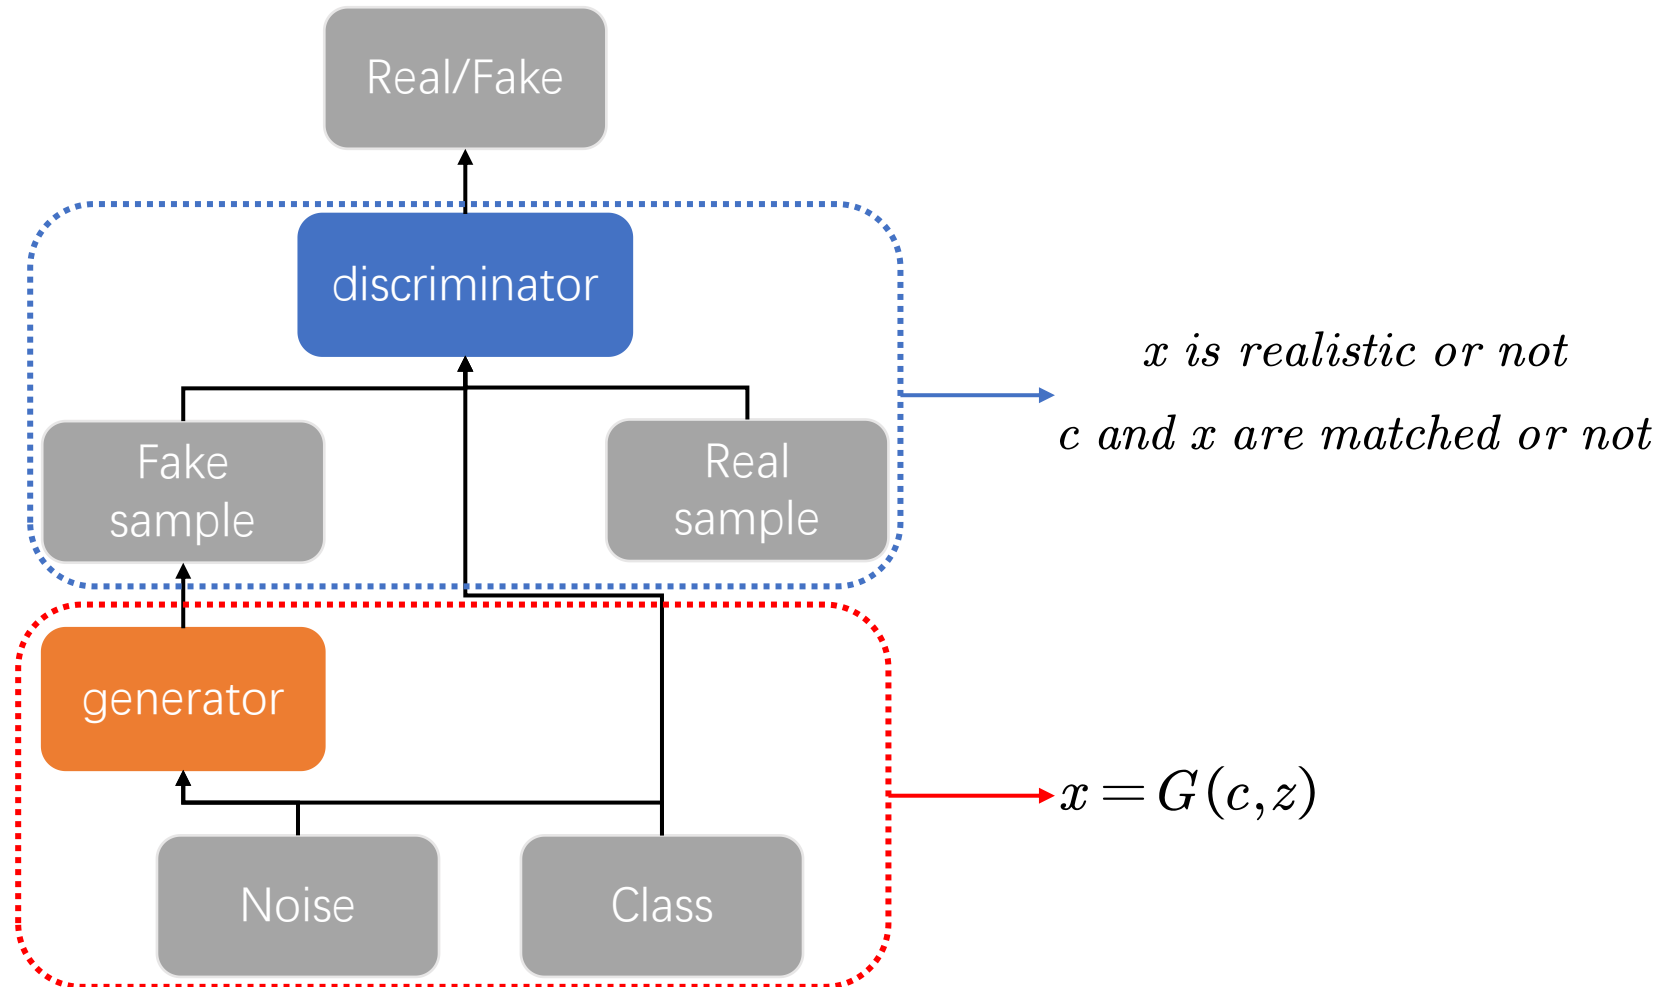 Real/Fake
discriminator
x is realistic or not
c and x are matched or not
Fake
sample
Real
sample
generator
x = G(c,z)
Noise
Class